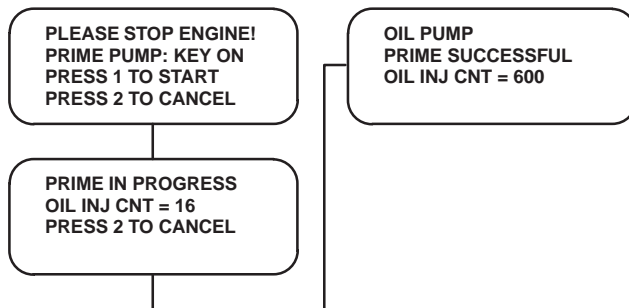 PLEASE STOP ENGINE!
PRIME PUMP: KEY ON
PRESS 1 TO START
PRESS 2 TO CANCEL
PRIME IN PROGRESS
OIL INJ CNT = 16
PRESS 2 TO CANCEL
OIL PUMP
PRIME SUCCESSFUL
OIL INJ CNT = 600